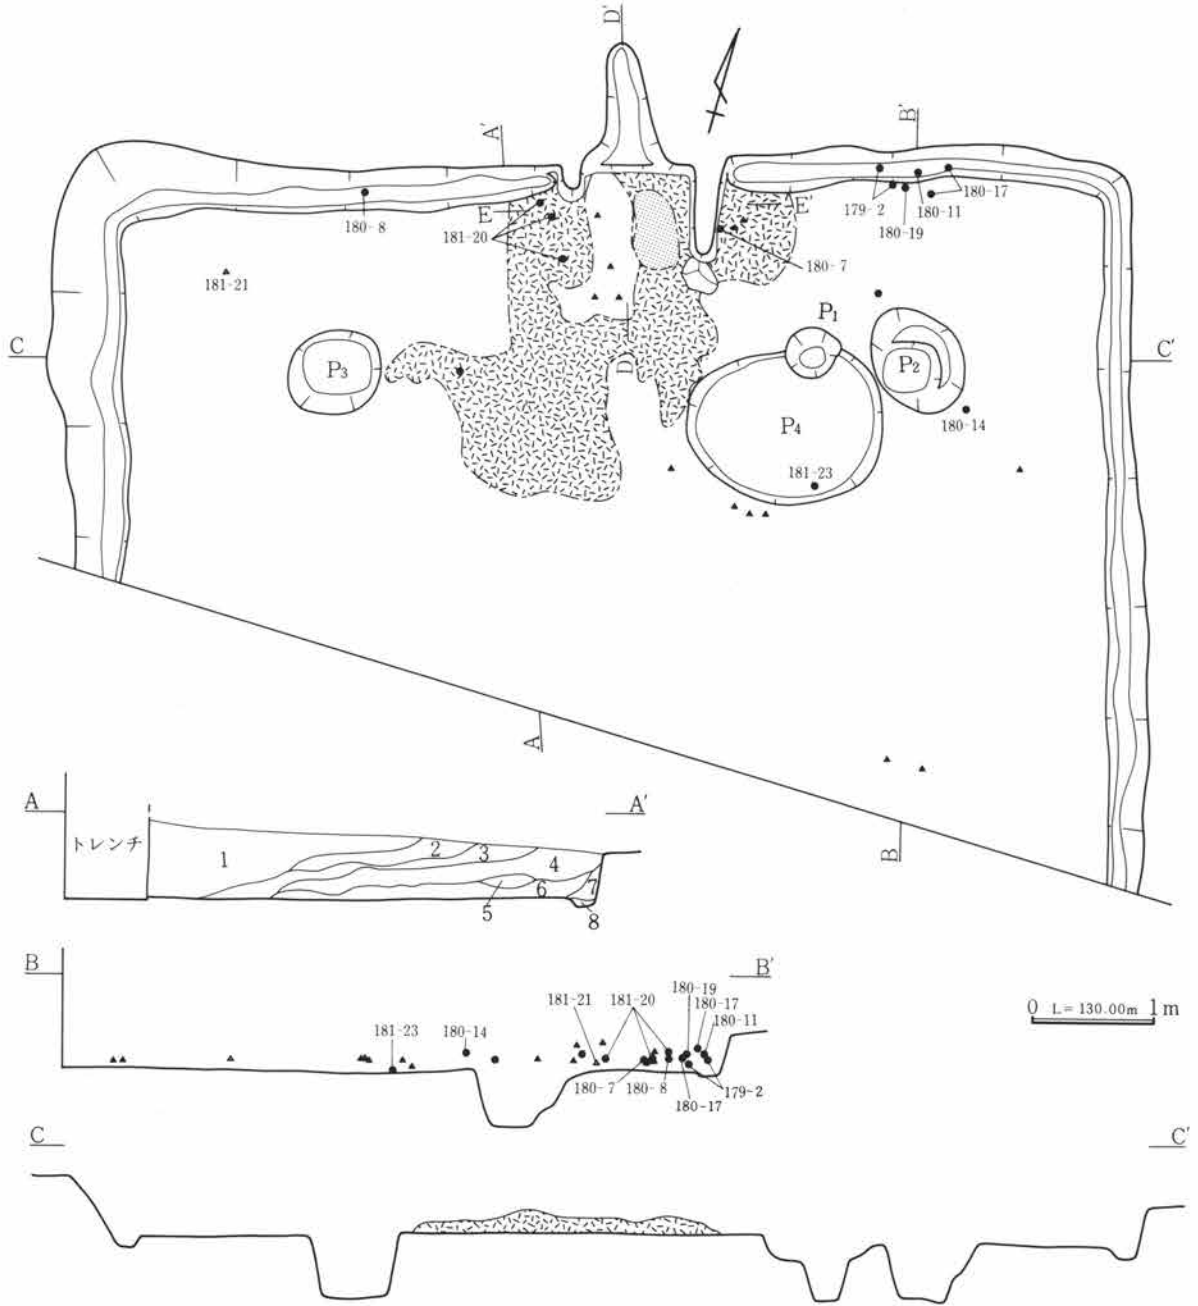 D'
A'
B'
180-8
E
181-20
E'
179-2
180-19
180-11
180-17
181-21
180-7
C
P3
D
P1
P2
C'
P4
180-14
181-23
A
B
A
A'
トレンチ
1
2
3
4
5
6
7
8
B
B'
181-23
180-14
181-21
181-20
180-19
180-17
180-11
180-7
180-8
180-17
179-2
0 L=130.00m 1m
C
C'